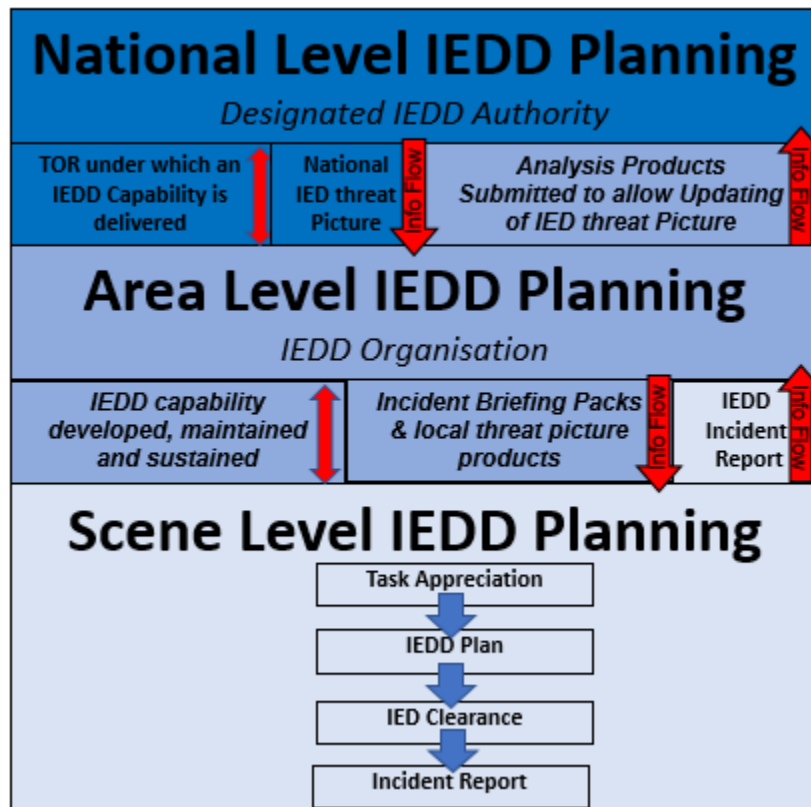 National Level IEDD Planning
Designated IEDD Authority
TOR under which an
IEDD Capability is
delivered
National
IED threat
Picture
Info Flow
Analysis Products
Submitted to allow Updating
of IED threat Picture
Info Flow
Area Level IEDD Planning
IEDD Organisation
IEDD capability
developed, maintained
and sustained
Incident Briefing Packs
& local threat picture
products
Info Flow
IEDD
Incident
Report
Info Flow
Scene Level IEDD Planning
Task Appreciation
IEDD Plan
IED Clearance
Incident Report